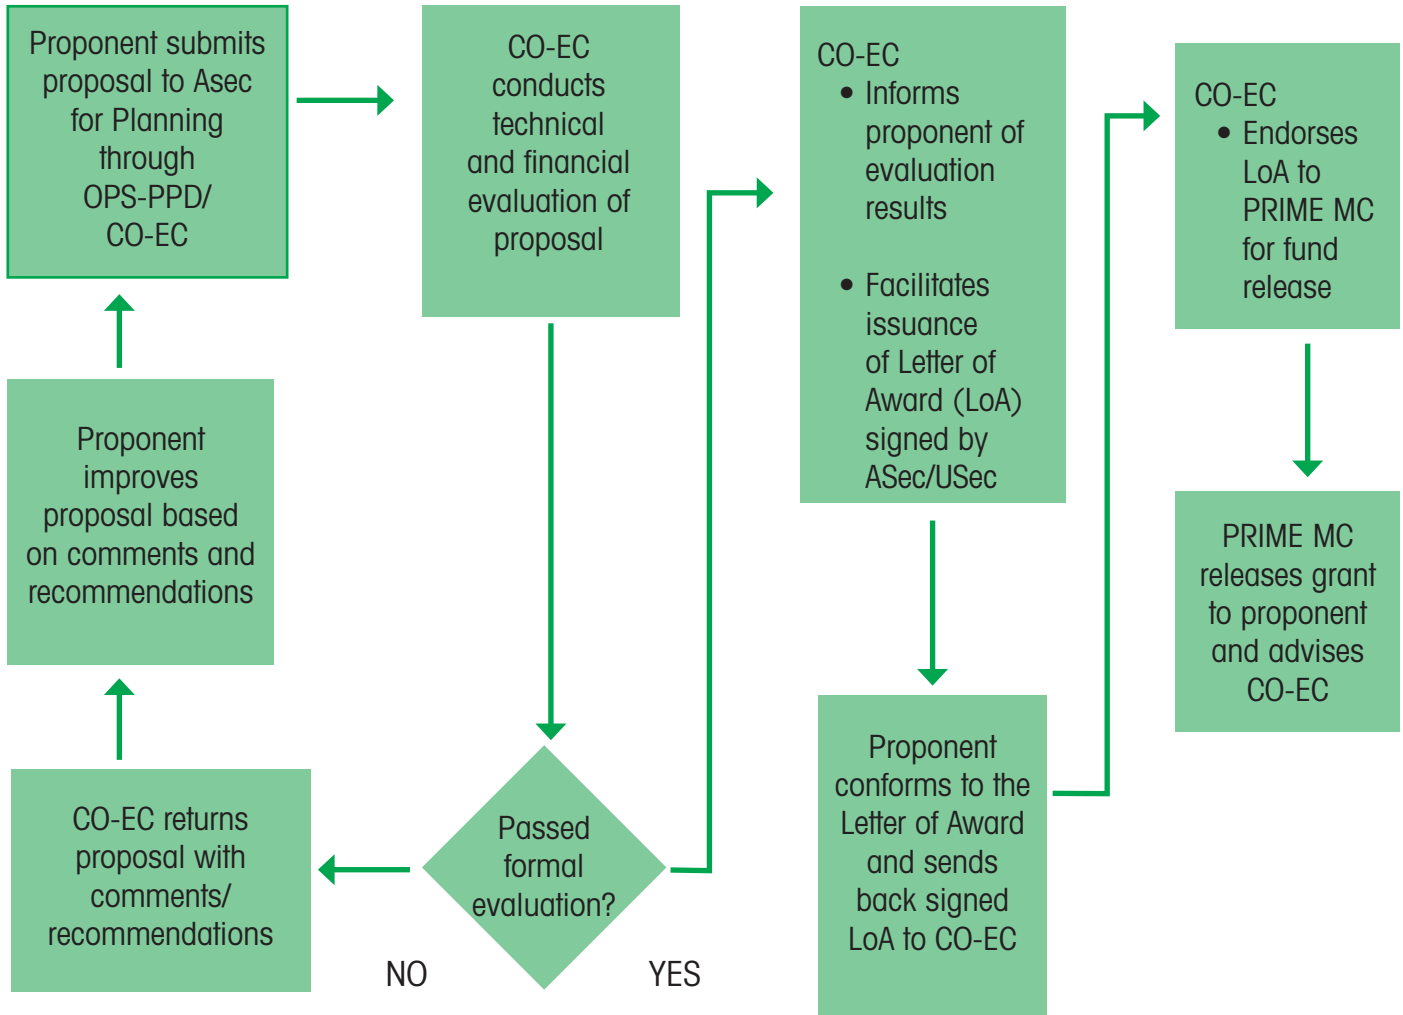 Proponent submits
proposal to Asec
for Planning
through
OPS-PPD/
CO-EC
CO-EC
conducts
technical
and financial
evaluation of
proposal
Passed
formal
evaluation?
NO
YES
CO-EC returns
proposal with
comments/
recommendations
Proponent
improves
proposal based
on comments and
recommendations
CO-EC
• Informs
proponent of
evaluation
results
• Facilitates
issuance
of Letter of
Award (LoA)
signed by
ASec/USec
Proponent
conforms to the
Letter of Award
and sends
back signed
LoA to CO-EC
CO-EC
• Endorses
LoA to
PRIME MC
for fund
release
PRIME MC
releases grant
to proponent
and advises
CO-EC